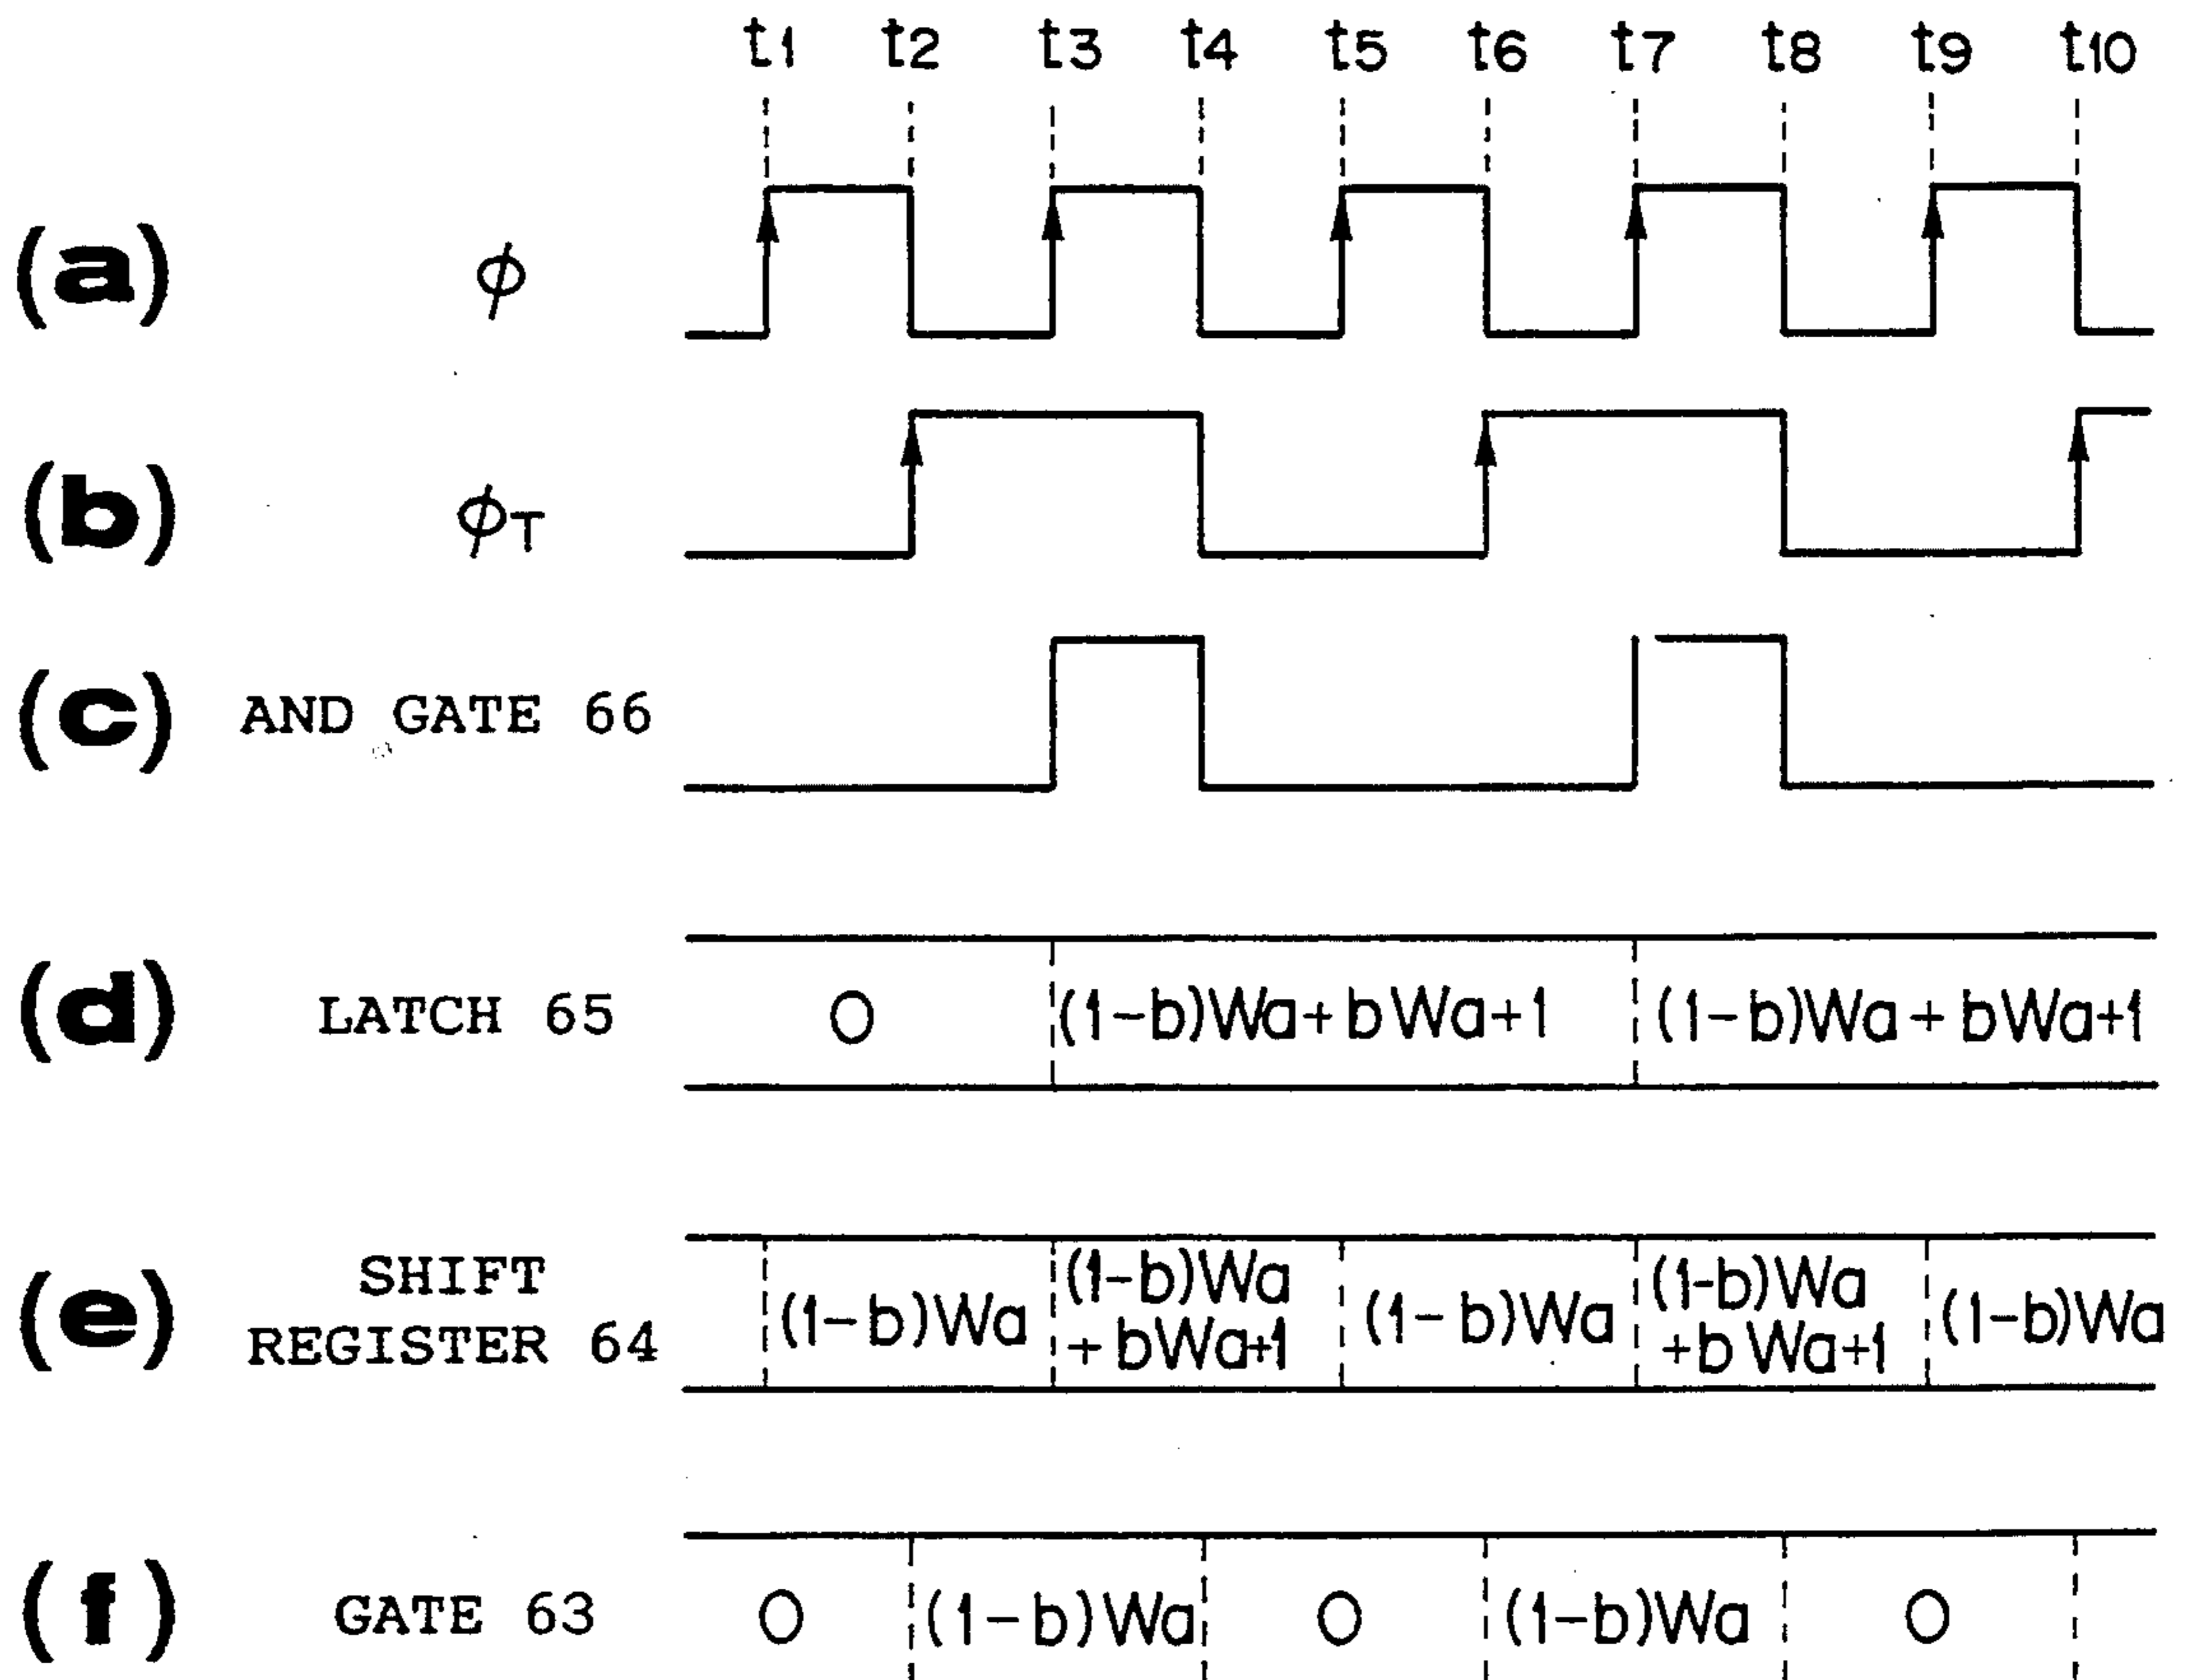 t1 t2 t3 t4 t5 t6 t7 t8 t9 t10
(a) ϕ
(b) ϕT
(c) AND GATE 66
(d) LATCH 65 0 (1-b)Wa+bWa+1 (1-b)Wa+bWa+1
(e) SHIFT REGISTER 64 (1-b)Wa (1-b)Wa +bWa+1 (1-b)Wa (1-b)Wa +bWa+1 (1-b)Wa
(f) GATE 63 0 (1-b)Wa 0 (1-b)Wa 0